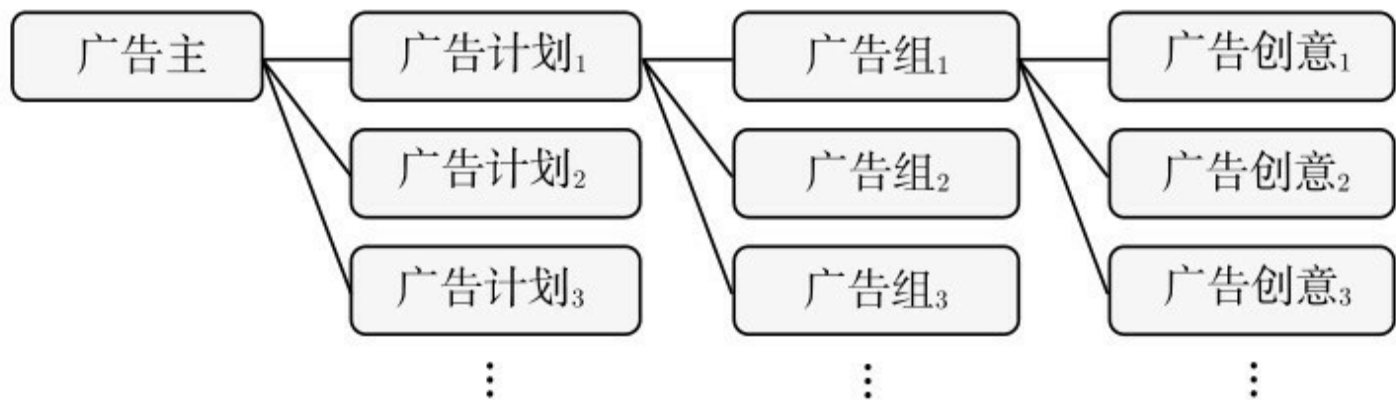 广告主 广告计划₁ 广告组₁ 广告创意₁
广告计划₂ 广告组₂ 广告创意₂
广告计划₃ 广告组₃ 广告创意₃
⋮ ⋮ ⋮